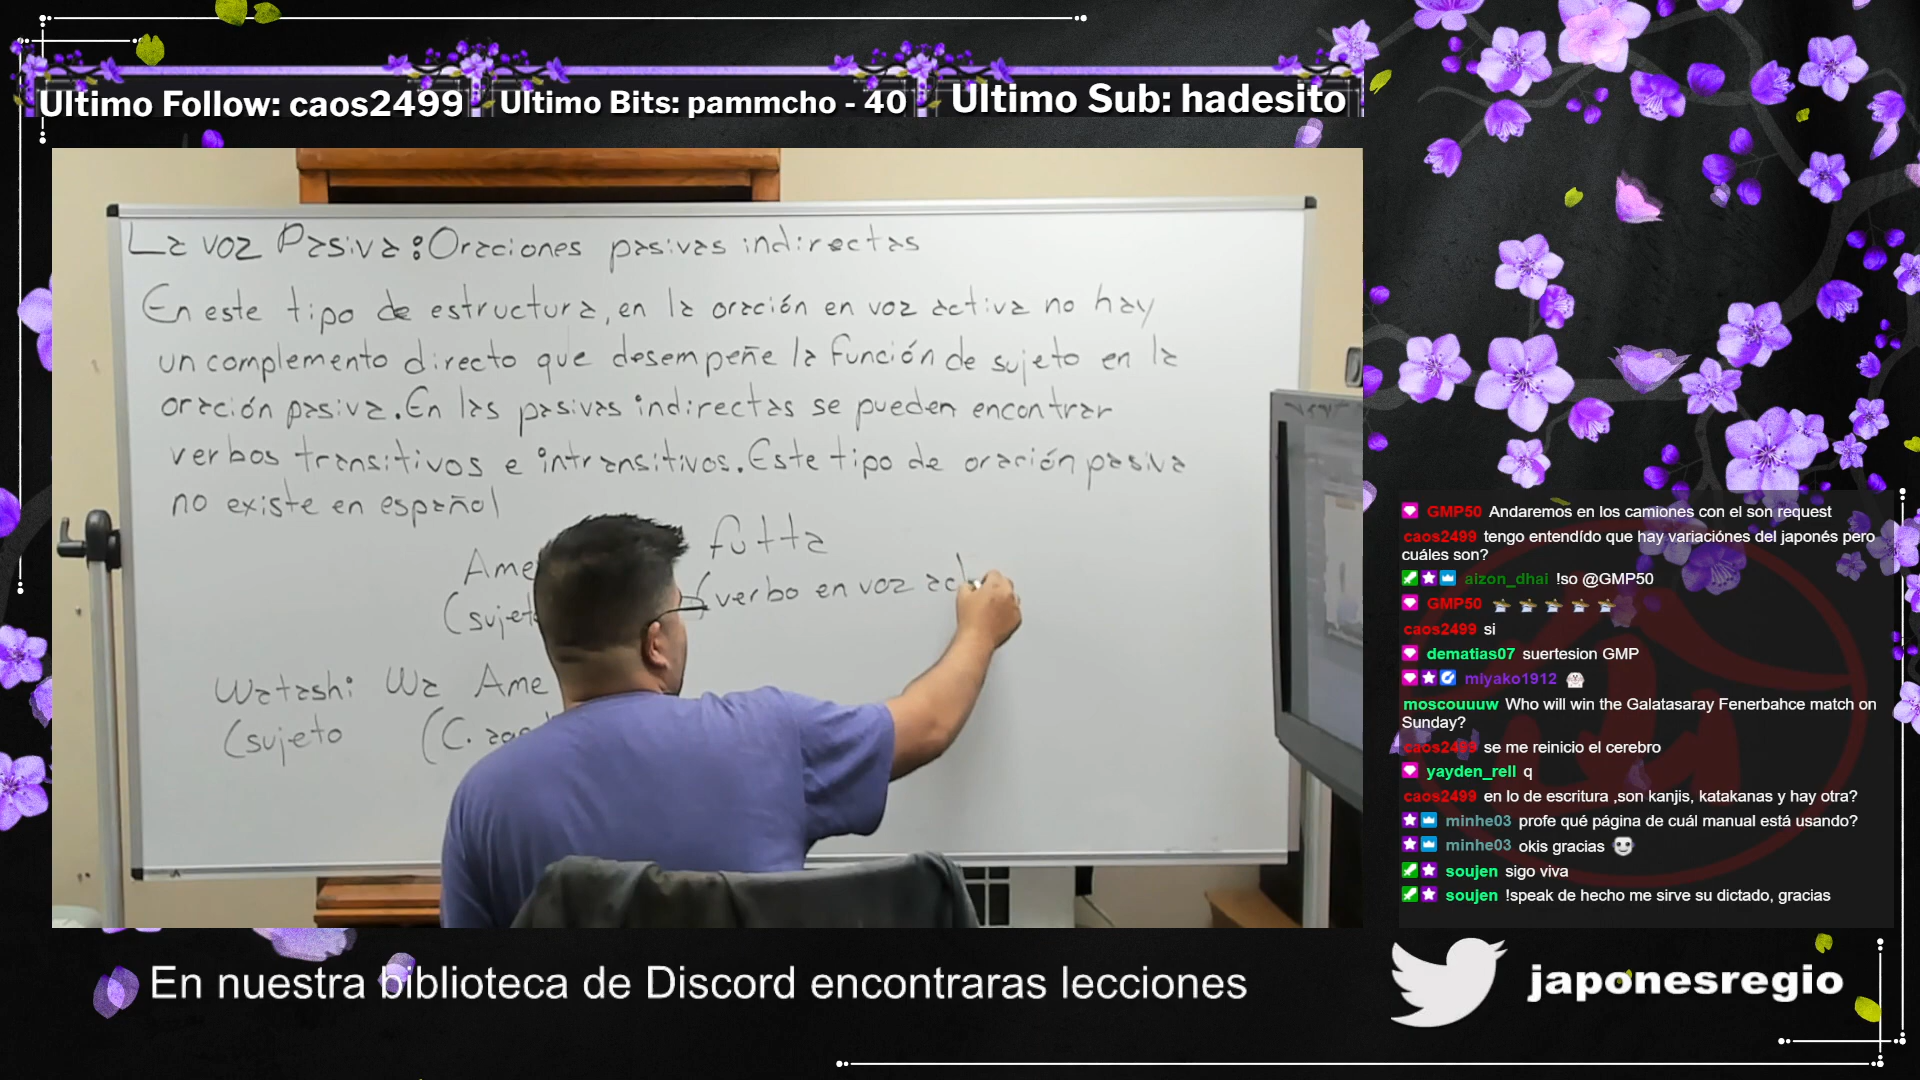 Ultimo Follow: caos2499
Ultimo Bits: pammcho - 40
Ultimo Sub: hadesito
La voz Pasiva: Oraciones pasivas indirectas
En este tipo de estructura, en la oración en voz activa no hay
un complemento directo que desempeñe la función de sujeto en la
oración pasiva. En las pasivas indirectas se pueden encontrar
verbos transitivos e intransitivos. Este tipo de oración pasiva
no existe en español
Ame futta
(sujeto (verbo en voz act
Watashi Wa Ame
(sujeto (C.
GMP50 Andaremos en los camiones con el son request
caos2499 tengo entendído que hay variaciónes del japonés pero
cuáles son?
aizon_dhai !so @GMP50
GMP50
caos2499 si
dematias07 suertesion GMP
miyako1912
moscouuuw Who will win the Galatasaray Fenerbahce match on
Sunday?
caos2499 se me reinicio el cerebro
yayden_rell q
caos2499 en lo de escritura ,son kanjis, katakanas y hay otra?
minhe03 profe qué página de cuál manual está usando?
minhe03 okis gracias
soujen sigo viva
soujen !speak de hecho me sirve su dictado, gracias
En nuestra biblioteca de Discord encontraras lecciones
japonesregio